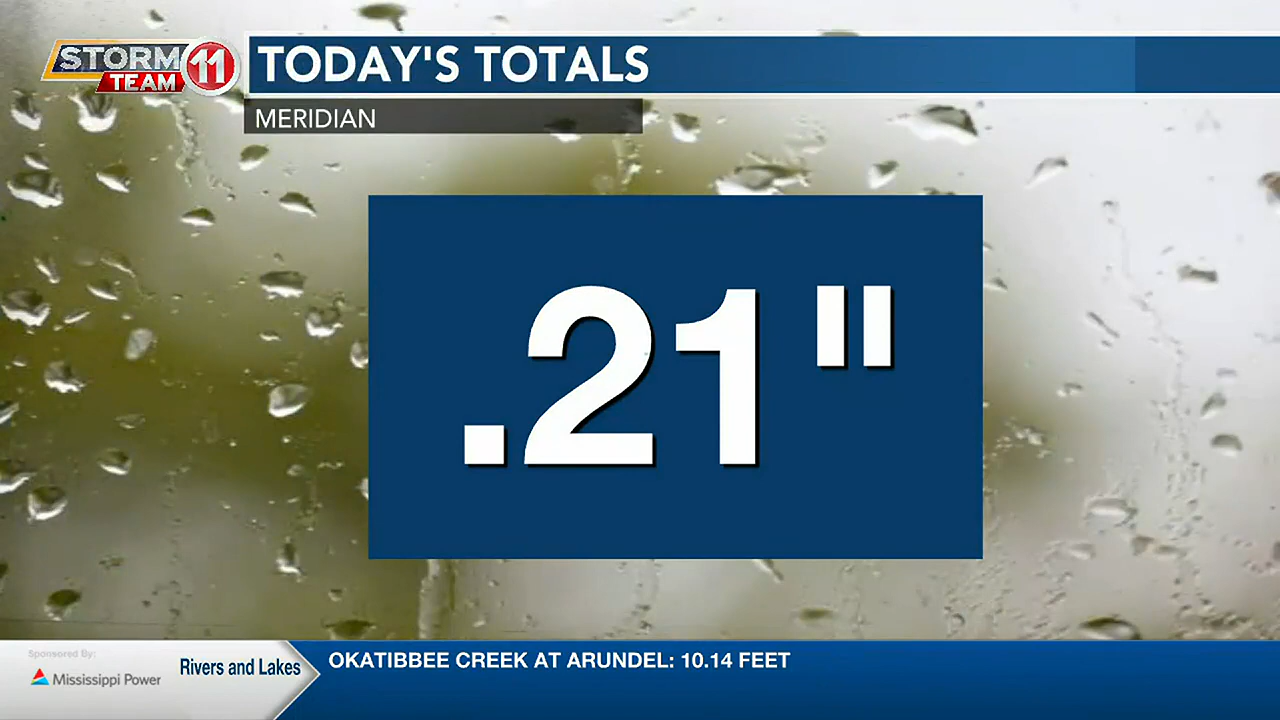 STORM
TEAM
11
TODAY'S TOTALS
MERIDIAN
.21"
Sponsored By:
Mississippi Power
Rivers and Lakes
OKATIBBEE CREEK AT ARUNDEL: 10.14 FEET